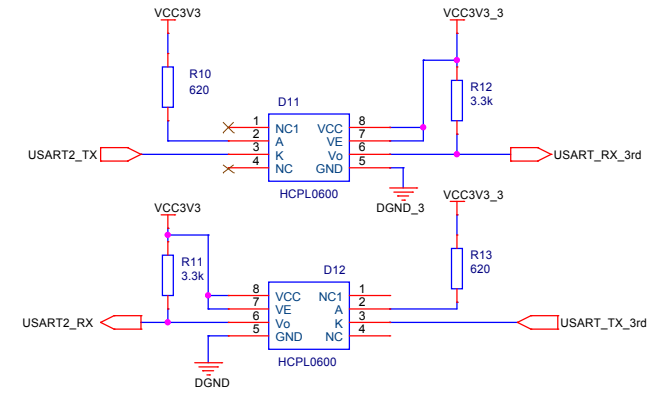 VCC3V3
VCC3V3_3
R10
620
R12
3.3k
D11
1
2
3
4
NC1
A
K
NC
VCC
VE
Vo
GND
8
7
6
5
USART2_TX
USART_RX_3rd
HCPL0600
DGND_3
VCC3V3
VCC3V3_3
R11
3.3k
R13
620
D12
8
7
6
5
VCC
VE
Vo
GND
NC1
A
K
NC
1
2
3
4
USART2_RX
USART_TX_3rd
HCPL0600
DGND